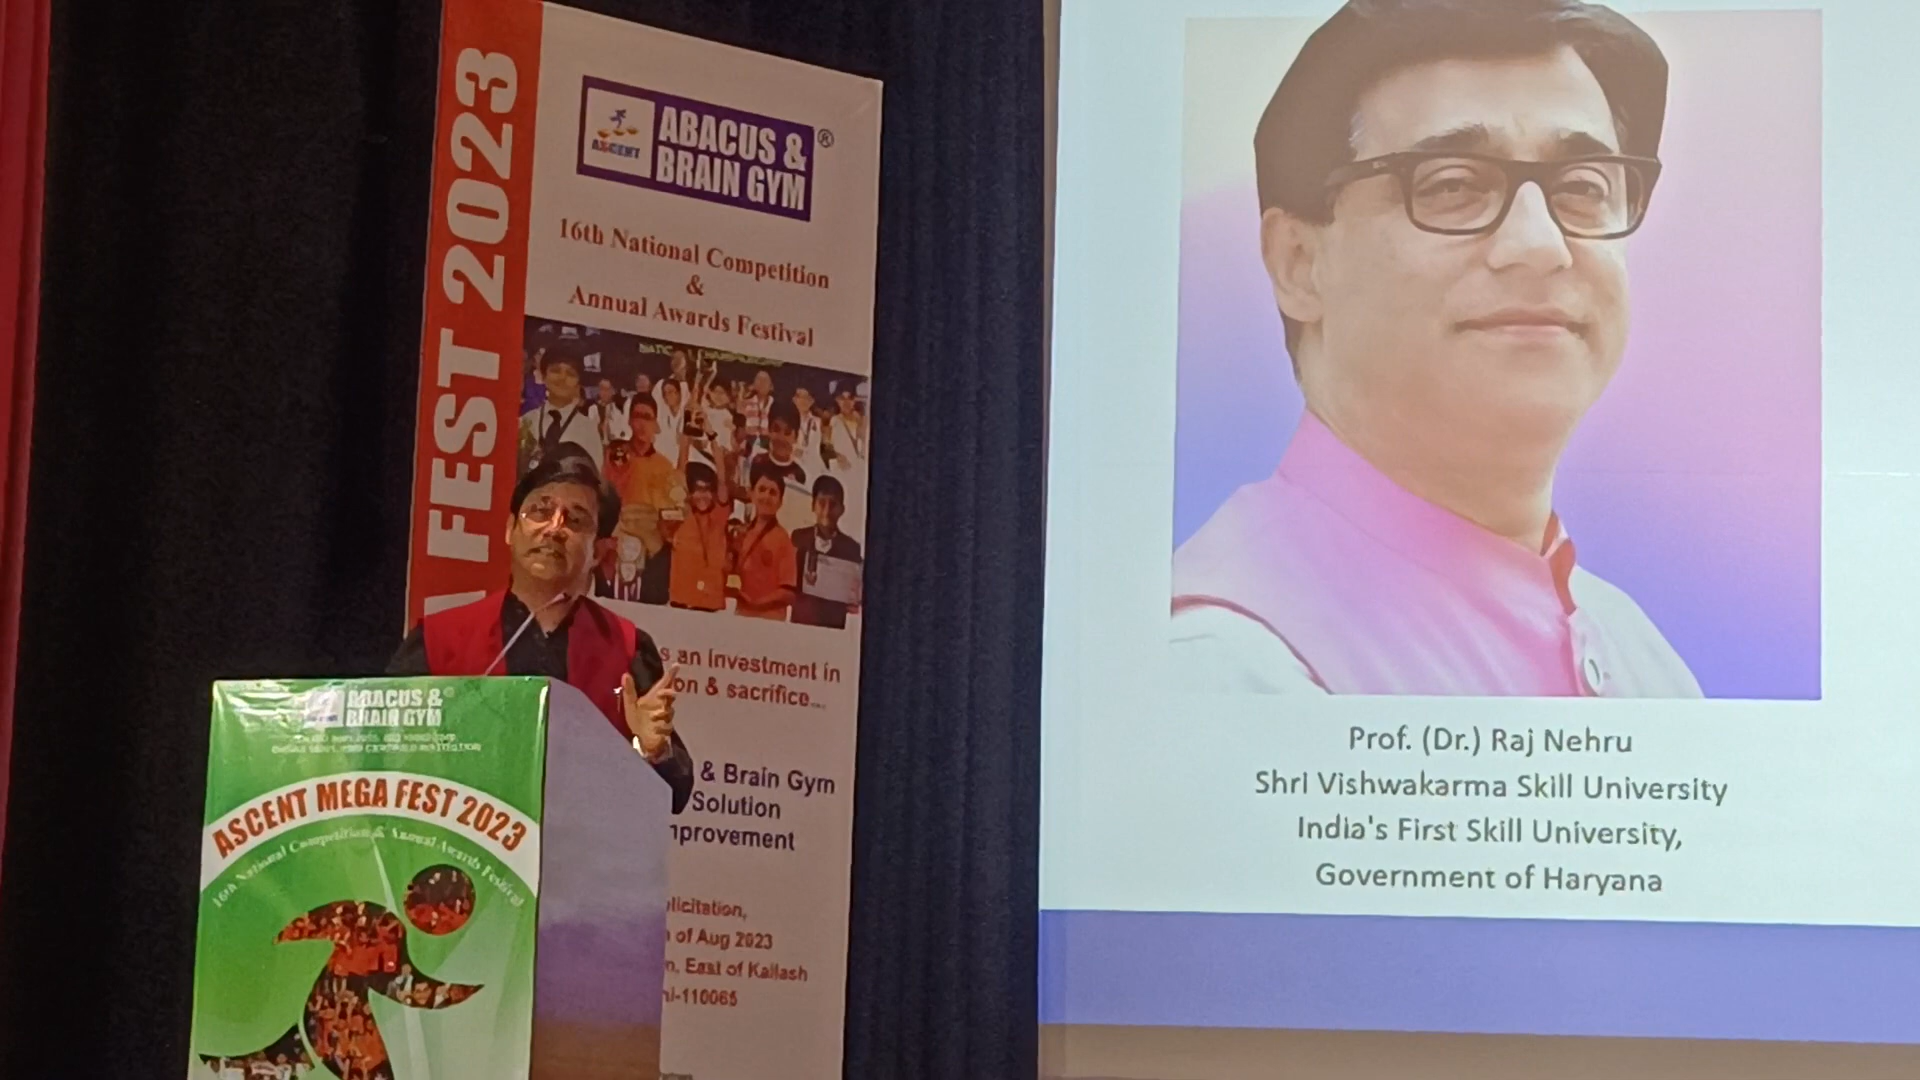 FEST 2023
ASCENT
ABACUS &
BRAIN GYM
®
16th National Competition
&
Annual Awards Festival
s an investment in
on & sacrifice...
& Brain Gym
Solution
mprovement
licitation,
of Aug 2023
n, East of Kailash
hi-110065
ABACUS &
BRAIN GYM
ASCENT MEGA FEST 2023
16th National Competition & Annual Awards Festival
Prof. (Dr.) Raj Nehru
Shri Vishwakarma Skill University
India's First Skill University,
Government of Haryana